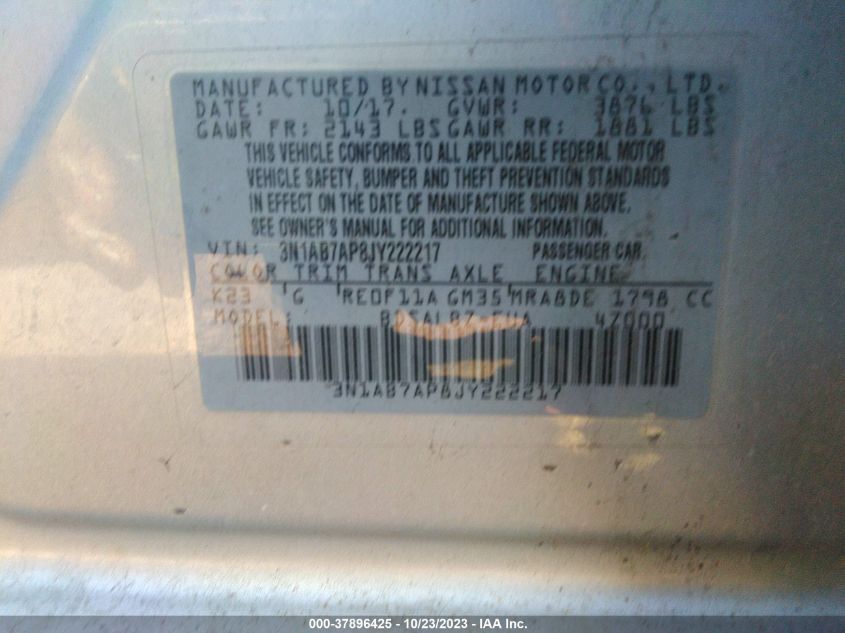 MANUFACTURED BY NISSAN MOTOR CO., LTD.
DATE: 10/17. GVWR: 3876 LBS
GAWR FR: 2143 LBS GAWR RR: 1881 LBS
THIS VEHICLE CONFORMS TO ALL APPLICABLE FEDERAL MOTOR
VEHICLE SAFETY, BUMPER AND THEFT PREVENTION STANDARDS
IN EFFECT ON THE DATE OF MANUFACTURE SHOWN ABOVE.
SEE OWNER'S MANUAL FOR ADDITIONAL INFORMATION.
VIN: 3N1AB7AP8JY222217 PASSENGER CAR
COLOR TRIM TRANS AXLE ENGINE
K23 G RE0F11A GM35 MRA8DE 1798 CC
MODEL:
3N1AB7AP8JY222217
000-37896425 - 10/23/2023 - IAA Inc.